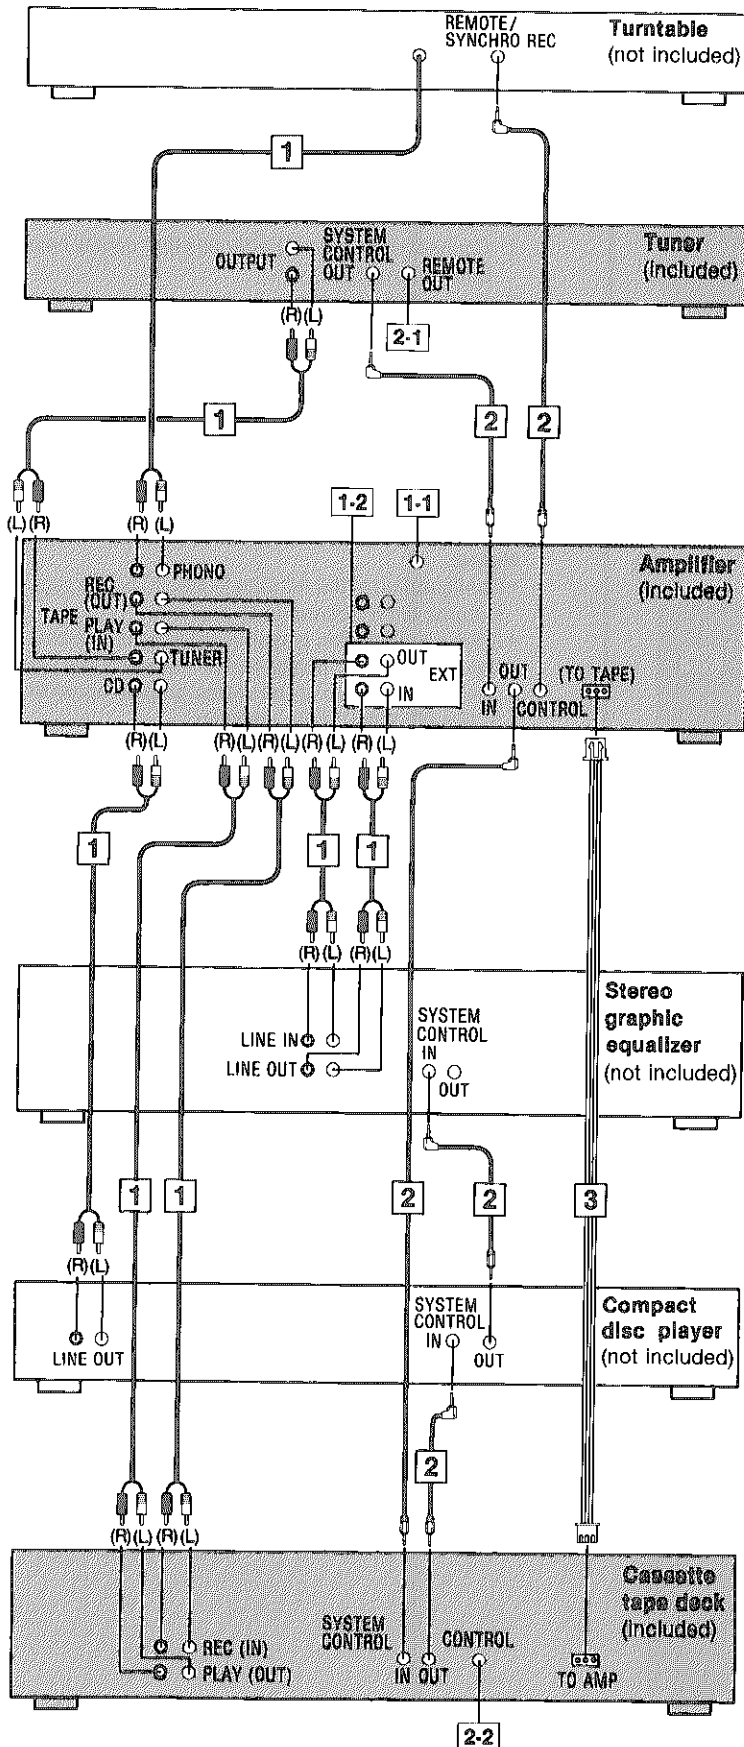 REMOTE/
SYNCHRO REC
Turntable
(not included)
1
OUTPUT
SYSTEM
CONTROL
OUT
REMOTE
OUT
Tuner
(included)
(R) (L)
2-1
1
2
2
(L) (R)
(R) (L)
1-2
1-1
Amplifier
(included)
PHONO
REC
(OUT)
TAPE
PLAY
(IN)
TUNER
CD
OUT
EXT
IN
OUT
(TO TAPE)
IN
CONTROL
(R) (L)
(R) (L) (R) (L) (R) (L) (R) (L)
1
1
1
(R) (L)
(R) (L)
LINE IN
LINE OUT
SYSTEM
CONTROL
IN
OUT
Stereo
graphic
equalizer
(not included)
1
1
2
2
3
(R) (L)
LINE OUT
SYSTEM
CONTROL
IN
OUT
Compact
disc player
(not included)
2
(R) (L) (R) (L)
REC (IN)
PLAY (OUT)
SYSTEM
CONTROL
IN OUT
CONTROL
TO AMP
Cassette
tape deck
(included)
2-2